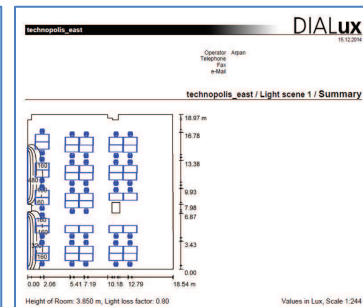 technopolis_east
DIALux
15.12.2014
Operator Arpan
Telephone
Fax
e-Mail
technopolis_east / Light scene 1 / Summary
18.97 m
16.78
13.38
9.93
7.98
6.87
3.43
0.00
160
160
160
0.00 2.06 5.41 7.19 10.18 12.79 18.54 m
Height of Room: 3.850 m, Light loss factor: 0.80
Values in Lux, Scale 1:244